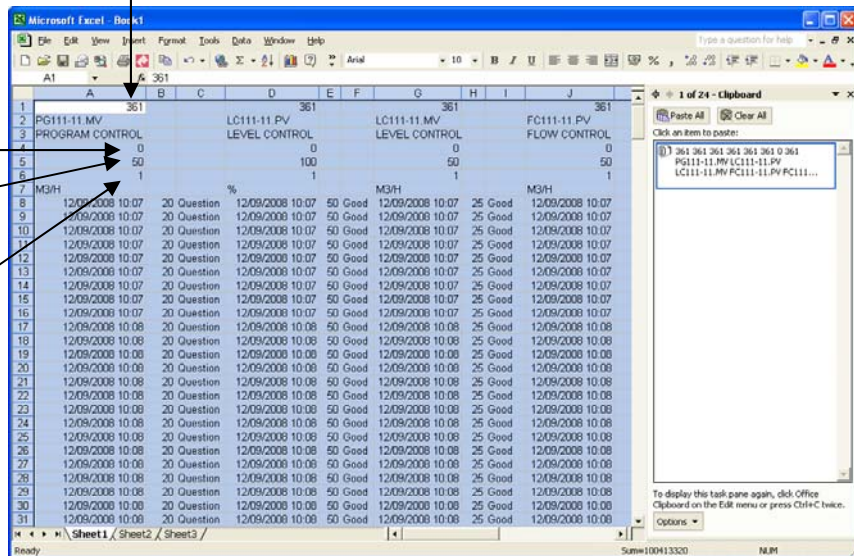 Microsoft Excel - Book1
File Edit View Insert Format Tools Data Window Help Type a question for help
Arial 10 B I U % ,
A1 fx 361
A B C D E F G H I J
1 361 361 361 361
2 PG111-11.MV LC111-11.PV LC111-11.MV FC111-11.PV
3 PROGRAM CONTROL LEVEL CONTROL LEVEL CONTROL FLOW CONTROL
4 0 0 0 0
5 50 100 50 50
6 1 1 1 1
7 M3/H % M3/H M3/H
8 12/09/2008 10:07 20 Question 12/09/2008 10:07 50 Good 12/09/2008 10:07 25 Good 12/09/2008 10:07
9 12/09/2008 10:07 20 Question 12/09/2008 10:07 50 Good 12/09/2008 10:07 25 Good 12/09/2008 10:07
10 12/09/2008 10:07 20 Question 12/09/2008 10:07 50 Good 12/09/2008 10:07 25 Good 12/09/2008 10:07
11 12/09/2008 10:07 20 Question 12/09/2008 10:07 50 Good 12/09/2008 10:07 25 Good 12/09/2008 10:07
12 12/09/2008 10:07 20 Question 12/09/2008 10:07 50 Good 12/09/2008 10:07 25 Good 12/09/2008 10:07
13 12/09/2008 10:07 20 Question 12/09/2008 10:07 50 Good 12/09/2008 10:07 25 Good 12/09/2008 10:07
14 12/09/2008 10:07 20 Question 12/09/2008 10:07 50 Good 12/09/2008 10:07 25 Good 12/09/2008 10:07
15 12/09/2008 10:07 20 Question 12/09/2008 10:07 50 Good 12/09/2008 10:07 25 Good 12/09/2008 10:07
16 12/09/2008 10:07 20 Question 12/09/2008 10:07 50 Good 12/09/2008 10:07 25 Good 12/09/2008 10:07
17 12/09/2008 10:08 20 Question 12/09/2008 10:08 50 Good 12/09/2008 10:08 25 Good 12/09/2008 10:08
18 12/09/2008 10:08 20 Question 12/09/2008 10:08 50 Good 12/09/2008 10:08 25 Good 12/09/2008 10:08
19 12/09/2008 10:08 20 Question 12/09/2008 10:08 50 Good 12/09/2008 10:08 25 Good 12/09/2008 10:08
20 12/09/2008 10:08 20 Question 12/09/2008 10:08 50 Good 12/09/2008 10:08 25 Good 12/09/2008 10:08
21 12/09/2008 10:08 20 Question 12/09/2008 10:08 50 Good 12/09/2008 10:08 25 Good 12/09/2008 10:08
22 12/09/2008 10:08 20 Question 12/09/2008 10:08 50 Good 12/09/2008 10:08 25 Good 12/09/2008 10:08
23 12/09/2008 10:08 20 Question 12/09/2008 10:08 50 Good 12/09/2008 10:08 25 Good 12/09/2008 10:08
24 12/09/2008 10:08 20 Question 12/09/2008 10:08 50 Good 12/09/2008 10:08 25 Good 12/09/2008 10:08
25 12/09/2008 10:08 20 Question 12/09/2008 10:08 50 Good 12/09/2008 10:08 25 Good 12/09/2008 10:08
26 12/09/2008 10:08 20 Question 12/09/2008 10:08 50 Good 12/09/2008 10:08 25 Good 12/09/2008 10:08
27 12/09/2008 10:08 20 Question 12/09/2008 10:08 50 Good 12/09/2008 10:08 25 Good 12/09/2008 10:08
28 12/09/2008 10:08 20 Question 12/09/2008 10:08 50 Good 12/09/2008 10:08 25 Good 12/09/2008 10:08
29 12/09/2008 10:08 20 Question 12/09/2008 10:08 50 Good 12/09/2008 10:08 25 Good 12/09/2008 10:08
30 12/09/2008 10:08 20 Question 12/09/2008 10:08 50 Good 12/09/2008 10:08 25 Good 12/09/2008 10:08
31 12/09/2008 10:08 20 Question 12/09/2008 10:08 50 Good 12/09/2008 10:08 25 Good 12/09/2008 10:08
Sheet1 Sheet2 Sheet3
Ready Sum=100413320 NUM
1 of 24 - Clipboard
Paste All Clear All
Click an item to paste:
361 361 361 361 361 0 361
PG111-11.MV LC111-11.PV
LC111-11.MV FC111-11.PV FC111...
To display this task pane again, click Office
Clipboard on the Edit menu or press Ctrl+C twice.
Options